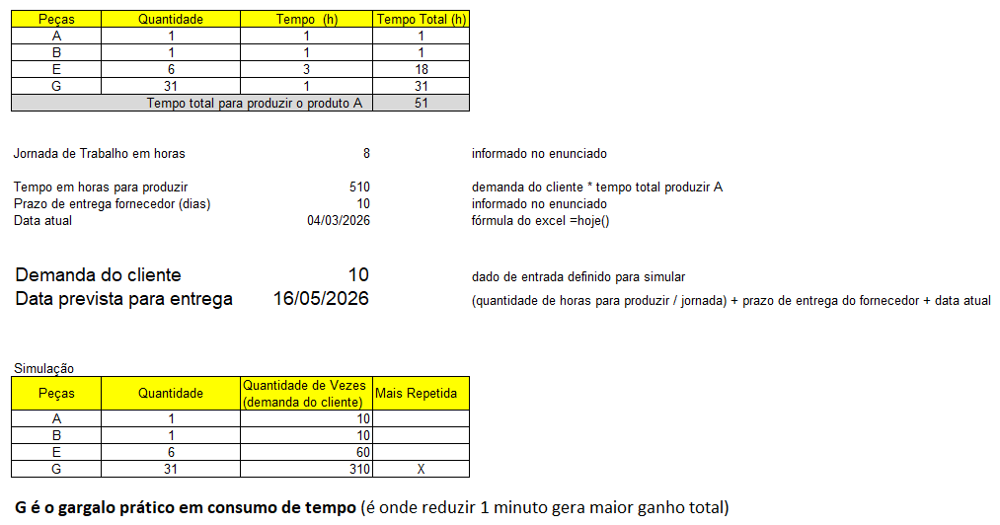 Peças Quantidade Tempo (h) Tempo Total (h)
A 1 1 1
B 1 1 1
E 6 3 18
G 31 1 31
Tempo total para produzir o produto A 51
Jornada de Trabalho em horas 8 informado no enunciado
Tempo em horas para produzir 510 demanda do cliente * tempo total produzir A
Prazo de entrega fornecedor (dias) 10 informado no enunciado
Data atual 04/03/2026 fórmula do excel =hoje()
Demanda do cliente 10 dado de entrada definido para simular
Data prevista para entrega 16/05/2026 (quantidade de horas para produzir / jornada) + prazo de entrega do fornecedor + data atual
Simulação
Peças Quantidade Quantidade de Vezes (demanda do cliente) Mais Repetida
A 1 10
B 1 10
E 6 60
G 31 310 X
G é o gargalo prático em consumo de tempo (é onde reduzir 1 minuto gera maior ganho total)